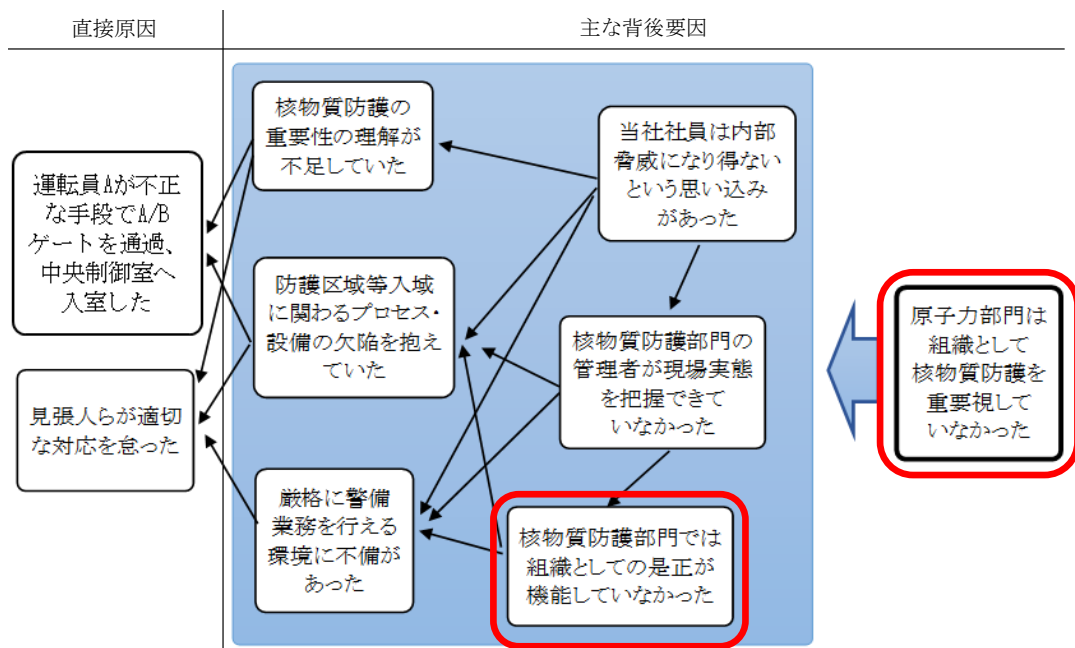 直接原因
主な背後要因
運転員Aが不正
な手段でA/B
ゲートを通過、
中央制御室へ
入室した
見張人らが適切
な対応を怠った
核物質防護の
重要性の理解が
不足していた
防護区域等入域
に関わるプロセス・
設備の欠陥を抱え
ていた
厳格に警備
業務を行える
環境に不備が
あった
当社社員は内部
脅威になり得ない
という思い込み
があった
核物質防護部門の
管理者が現場実態
を把握できて
いなかった
核物質防護部門では
組織としての是正が
機能していなかった
原子力部門は
組織として
核物質防護を
重要視して
いなかった